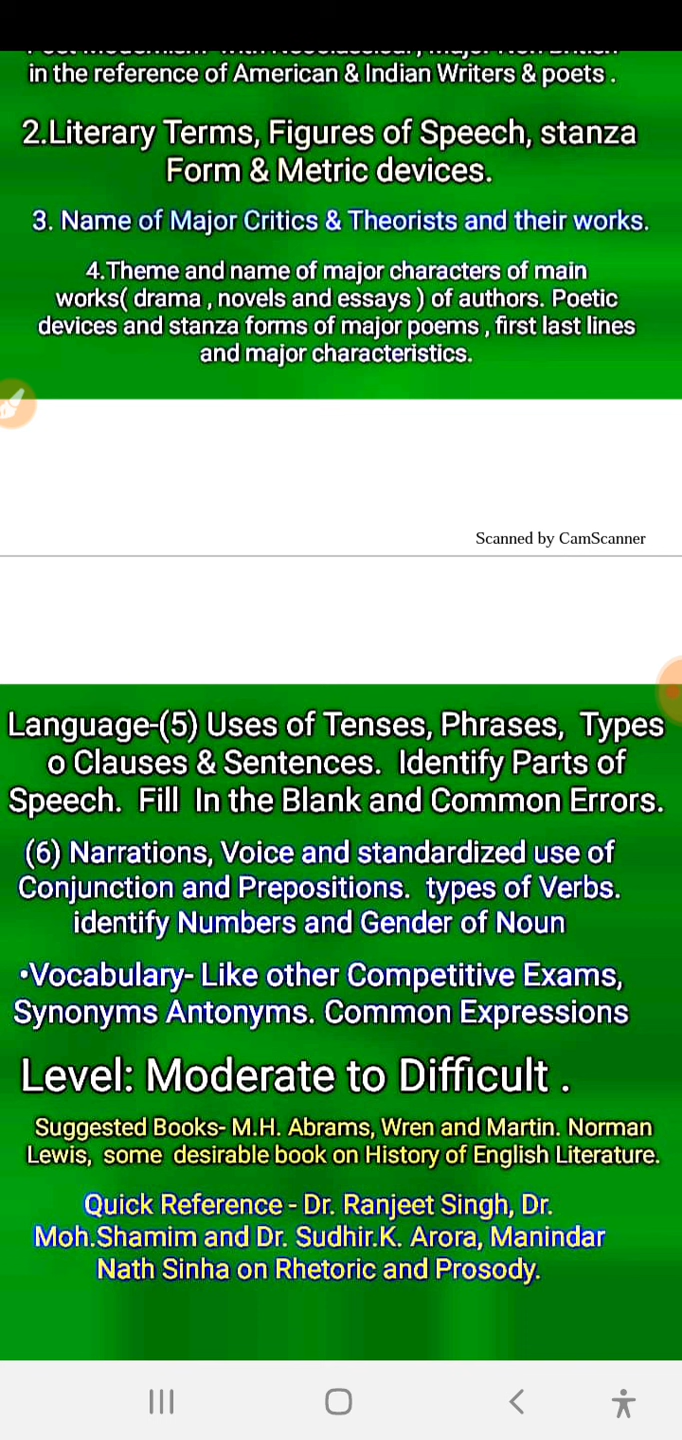 in the reference of American & Indian Writers & poets .
2.Literary Terms, Figures of Speech, stanza
Form & Metric devices.
3. Name of Major Critics & Theorists and their works.
4.Theme and name of major characters of main
works( drama , novels and essays ) of authors. Poetic
devices and stanza forms of major poems , first last lines
and major characteristics.
Scanned by CamScanner
Language-(5) Uses of Tenses, Phrases, Types
o Clauses & Sentences. Identify Parts of
Speech. Fill In the Blank and Common Errors.
(6) Narrations, Voice and standardized use of
Conjunction and Prepositions. types of Verbs.
identify Numbers and Gender of Noun
•Vocabulary- Like other Competitive Exams,
Synonyms Antonyms. Common Expressions
Level: Moderate to Difficult .
Suggested Books- M.H. Abrams, Wren and Martin. Norman
Lewis, some desirable book on History of English Literature.
Quick Reference - Dr. Ranjeet Singh, Dr.
Moh.Shamim and Dr. Sudhir.K. Arora, Manindar
Nath Sinha on Rhetoric and Prosody.